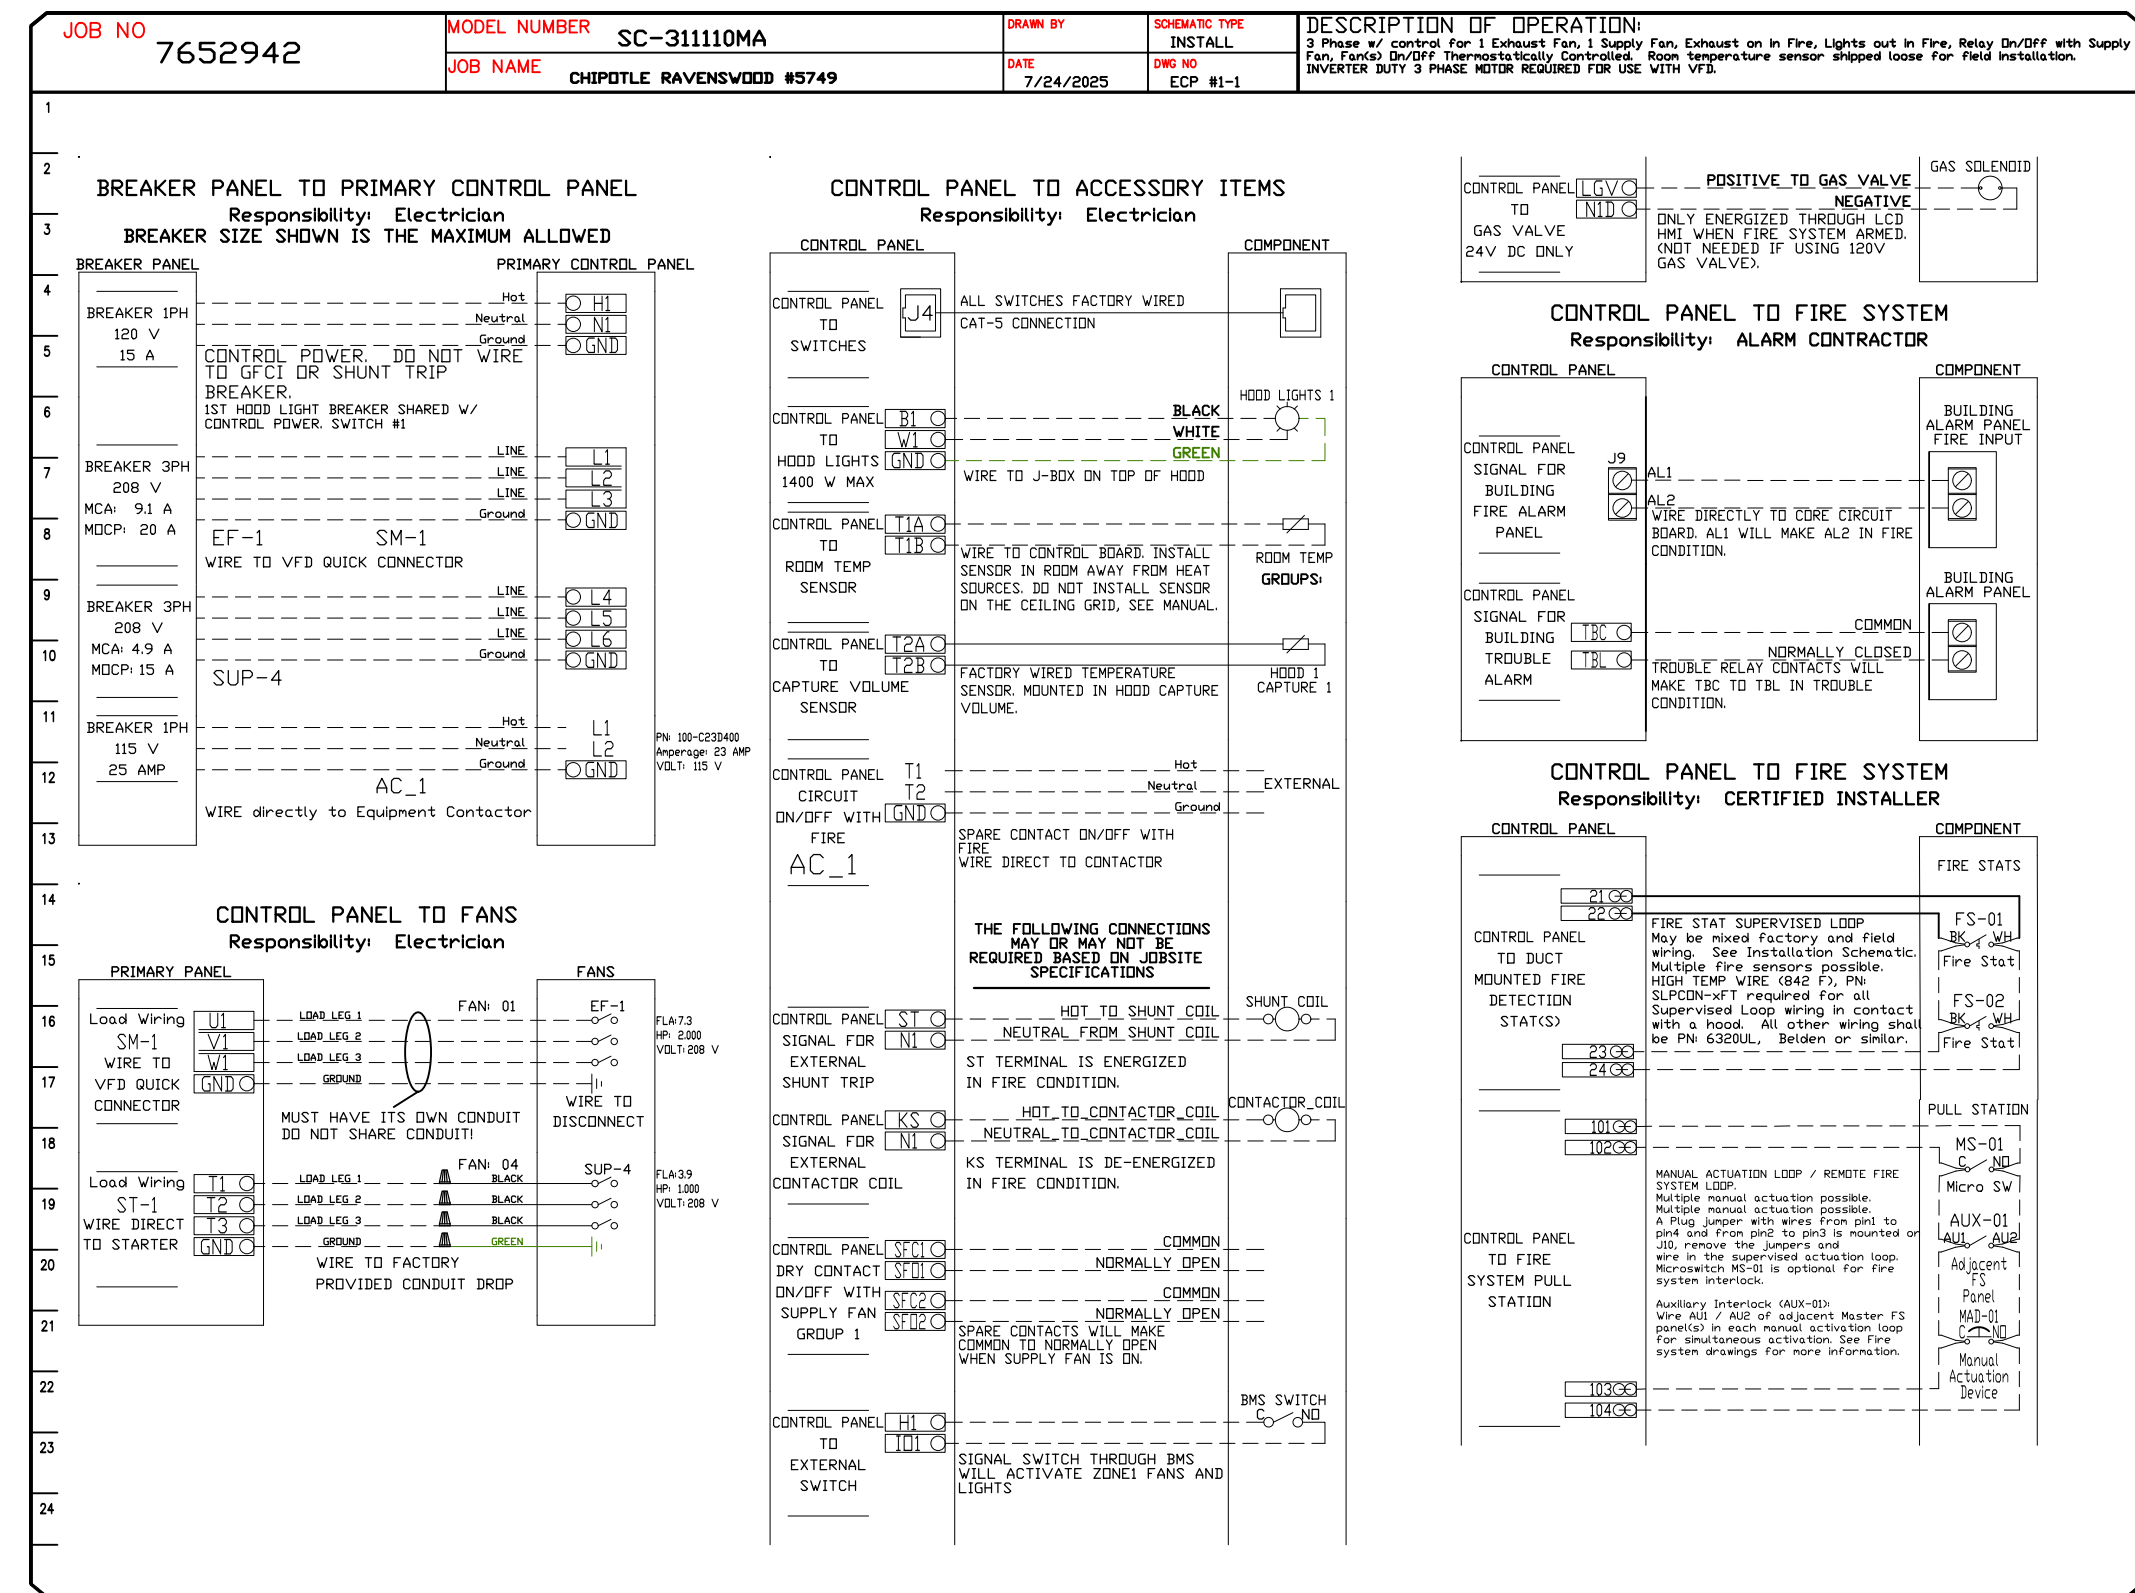 JOB NO
7652942
MODEL NUMBER SC-311110MA
JOB NAME CHIPOTLE RAVENSWOOD #5749
DRAWN BY
DATE
7/24/2025
SCHEMATIC TYPE
INSTALL
DWG NO
ECP #1-1
DESCRIPTION OF OPERATION:
3 Phase w/ control for 1 Exhaust Fan, 1 Supply Fan, Exhaust on in Fire, Lights out in Fire, Relay On/Off with Supply
Fan, Fan(s) On/Off Thermostatically Controlled.  Room temperature sensor shipped loose for field installation.
INVERTER DUTY 3 PHASE MOTOR REQUIRED FOR USE WITH VFD.
1
2
3
4
5
6
7
8
9
10
11
12
13
14
15
16
17
18
19
20
21
22
23
24
BREAKER PANEL TO PRIMARY CONTROL PANEL
Responsibility: Electrician
BREAKER SIZE SHOWN IS THE MAXIMUM ALLOWED
BREAKER PANEL
PRIMARY CONTROL PANEL
BREAKER 1PH
120 V
15 A
Hot H1
Neutral N1
Ground GND
CONTROL POWER. DO NOT WIRE
TO GFCI OR SHUNT TRIP
BREAKER.
1ST HOOD LIGHT BREAKER SHARED W/
CONTROL POWER. SWITCH #1
BREAKER 3PH
208 V
MCA: 9.1 A
MOCP: 20 A
LINE L1
LINE L2
LINE L3
Ground GND
EF-1 SM-1
WIRE TO VFD QUICK CONNECTOR
BREAKER 3PH
208 V
MCA: 4.9 A
MOCP: 15 A
LINE L4
LINE L5
LINE L6
Ground GND
SUP-4
BREAKER 1PH
115 V
25 AMP
Hot L1
Neutral L2
Ground GND
PN: 100-C23D400
Amperage: 23 AMP
VOLT: 115 V
AC_1
WIRE directly to Equipment Contactor
CONTROL PANEL TO FANS
Responsibility: Electrician
PRIMARY PANEL
FANS
Load Wiring
SM-1
WIRE TO
VFD QUICK
CONNECTOR
U1 LOAD LEG 1
V1 LOAD LEG 2
W1 LOAD LEG 3
GND GROUND
FAN: 01
EF-1
FLA:7.3
HP: 2.000
VOLT: 208 V
WIRE TO
DISCONNECT
MUST HAVE ITS OWN CONDUIT
DO NOT SHARE CONDUIT!
Load Wiring
ST-1
WIRE DIRECT
TO STARTER
FAN: 04
SUP-4
T1 LOAD LEG 1 BLACK
T2 LOAD LEG 2 BLACK
T3 LOAD LEG 3 BLACK
GND GROUND GREEN
FLA:3.9
HP: 1.000
VOLT: 208 V
WIRE TO FACTORY
PROVIDED CONDUIT DROP
CONTROL PANEL TO ACCESSORY ITEMS
Responsibility: Electrician
CONTROL PANEL
COMPONENT
CONTROL PANEL
TO
SWITCHES
J4
ALL SWITCHES FACTORY WIRED
CAT-5 CONNECTION
CONTROL PANEL
TO
HOOD LIGHTS
1400 W MAX
B1 BLACK
W1 WHITE
GND GREEN
HOOD LIGHTS 1
WIRE TO J-BOX ON TOP OF HOOD
CONTROL PANEL
TO
ROOM TEMP
SENSOR
T1A
T1B
WIRE TO CONTROL BOARD. INSTALL
SENSOR IN ROOM AWAY FROM HEAT
SOURCES. DO NOT INSTALL SENSOR
ON THE CEILING GRID, SEE MANUAL.
ROOM TEMP
GROUPS:
CONTROL PANEL
TO
CAPTURE VOLUME
SENSOR
T2A
T2B
FACTORY WIRED TEMPERATURE
SENSOR. MOUNTED IN HOOD CAPTURE
VOLUME.
HOOD 1
CAPTURE 1
CONTROL PANEL
CIRCUIT
ON/OFF WITH
FIRE
AC_1
T1 Hot
T2 Neutral
GND Ground
EXTERNAL
SPARE CONTACT ON/OFF WITH
FIRE
WIRE DIRECT TO CONTACTOR
THE FOLLOWING CONNECTIONS
MAY OR MAY NOT BE
REQUIRED BASED ON JOBSITE
SPECIFICATIONS
CONTROL PANEL
SIGNAL FOR
EXTERNAL
SHUNT TRIP
ST HOT TO SHUNT COIL
N1 NEUTRAL FROM SHUNT COIL
SHUNT COIL
ST TERMINAL IS ENERGIZED
IN FIRE CONDITION.
CONTROL PANEL
SIGNAL FOR
EXTERNAL
CONTACTOR COIL
KS HOT_TO_CONTACTOR_COIL
N1 NEUTRAL_TO_CONTACTOR_COIL
CONTACTOR_COIL
KS TERMINAL IS DE-ENERGIZED
IN FIRE CONDITION.
CONTROL PANEL
DRY CONTACT
ON/OFF WITH
SUPPLY FAN
GROUP 1
SFC1 COMMON
SFO1 NORMALLY OPEN
SFC2 COMMON
SFO2 NORMALLY OPEN
SPARE CONTACTS WILL MAKE
COMMON TO NORMALLY OPEN
WHEN SUPPLY FAN IS ON.
CONTROL PANEL
TO
EXTERNAL
SWITCH
H1
IO1
BMS SWITCH
C NO
SIGNAL SWITCH THROUGH BMS
WILL ACTIVATE ZONE1 FANS AND
LIGHTS
CONTROL PANEL
TO
GAS VALVE
24V DC ONLY
LGV POSITIVE TO GAS VALVE
N1D NEGATIVE
GAS SOLENOID
ONLY ENERGIZED THROUGH LCD
HMI WHEN FIRE SYSTEM ARMED.
(NOT NEEDED IF USING 120V
GAS VALVE).
CONTROL PANEL TO FIRE SYSTEM
Responsibility: ALARM CONTRACTOR
CONTROL PANEL
COMPONENT
CONTROL PANEL
SIGNAL FOR
BUILDING
FIRE ALARM
PANEL
J9
AL1
AL2
BUILDING
ALARM PANEL
FIRE INPUT
WIRE DIRECTLY TO CORE CIRCUIT
BOARD. AL1 WILL MAKE AL2 IN FIRE
CONDITION.
CONTROL PANEL
SIGNAL FOR
BUILDING
TROUBLE
ALARM
TBC COMMON
TBL NORMALLY CLOSED
BUILDING
ALARM PANEL
TROUBLE RELAY CONTACTS WILL
MAKE TBC TO TBL IN TROUBLE
CONDITION.
CONTROL PANEL TO FIRE SYSTEM
Responsibility: CERTIFIED INSTALLER
CONTROL PANEL
COMPONENT
FIRE STATS
CONTROL PANEL
TO DUCT
MOUNTED FIRE
DETECTION
STAT(S)
21
22
23
24
FIRE STAT SUPERVISED LOOP
May be mixed factory and field
wiring. See Installation Schematic.
Multiple fire sensors possible.
HIGH TEMP WIRE (842 F), PN:
SLPCON-xFT required for all
Supervised Loop wiring in contact
with a hood. All other wiring shall
be PN: 6320UL, Belden or similar.
FS-01
BK WH
Fire Stat
FS-02
BK WH
Fire Stat
CONTROL PANEL
TO FIRE
SYSTEM PULL
STATION
101
102
103
104
MANUAL ACTUATION LOOP / REMOTE FIRE
SYSTEM LOOP.
Multiple manual actuation possible.
Multiple manual actuation possible.
A Plug jumper with wires from pin1 to
pin4 and from pin2 to pin3 is mounted or
J10, remove the jumpers and
wire in the supervised actuation loop.
Microswitch MS-01 is optional for fire
system interlock.
Auxiliary Interlock (AUX-01):
Wire AU1 / AU2 of adjacent Master FS
panel(s) in each manual activation loop
for simultaneous activation. See Fire
system drawings for more information.
PULL STATION
MS-01
C NO
Micro SW
AUX-01
AU1 AU2
Adjacent
FS
Panel
MAD-01
C NO
Manual
Actuation
Device